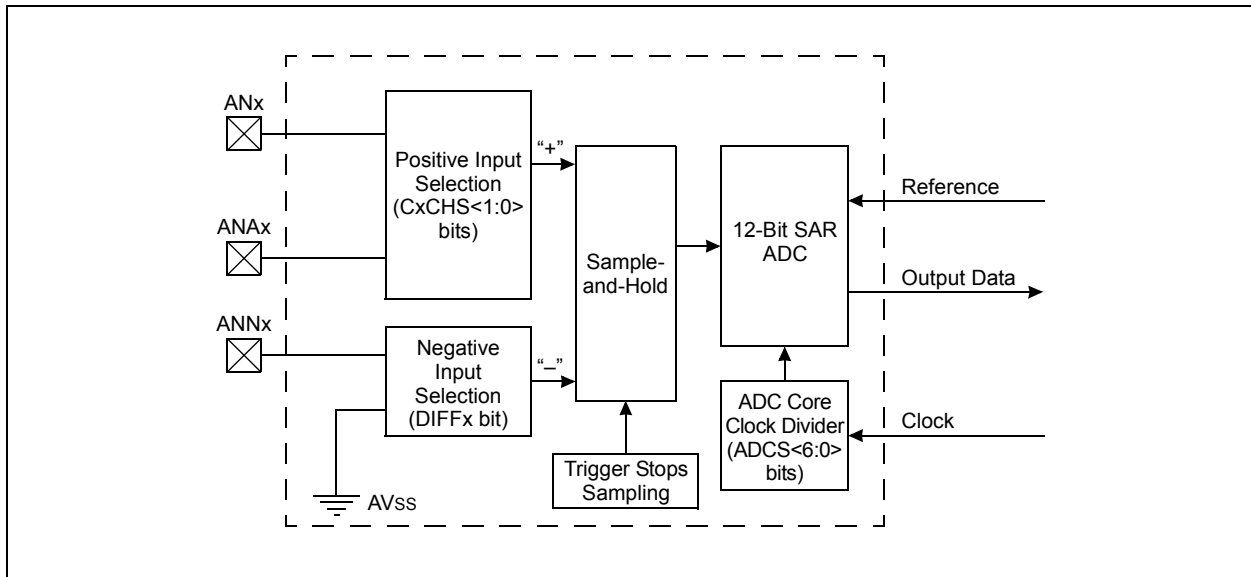 ANx
ANAx
ANNx
Positive Input
Selection
(CxCHS<1:0>
bits)
“+”
Negative
Input
Selection
(DIFFx bit)
“–”
AVSS
Sample-
and-Hold
Trigger Stops
Sampling
12-Bit SAR
ADC
ADC Core
Clock Divider
(ADCS<6:0>
bits)
Reference
Output Data
Clock